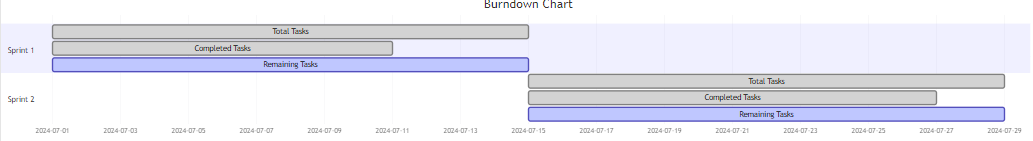 Burndown Chart
Total Tasks
Sprint 1
Completed Tasks
Remaining Tasks
Total Tasks
Sprint 2
Completed Tasks
Remaining Tasks
2024-07-01 2024-07-03 2024-07-05 2024-07-07 2024-07-09 2024-07-11 2024-07-13 2024-07-15 2024-07-17 2024-07-19 2024-07-21 2024-07-23 2024-07-25 2024-07-27 2024-07-29